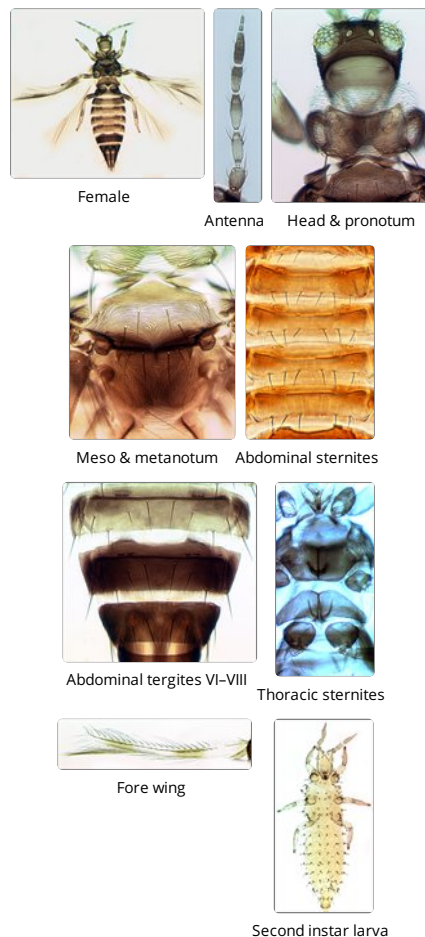 Female
Antenna
Head & pronotum
Meso & metanotum
Abdominal sternites
Abdominal tergites VI–VIII
Thoracic sternites
Fore wing
Second instar larva